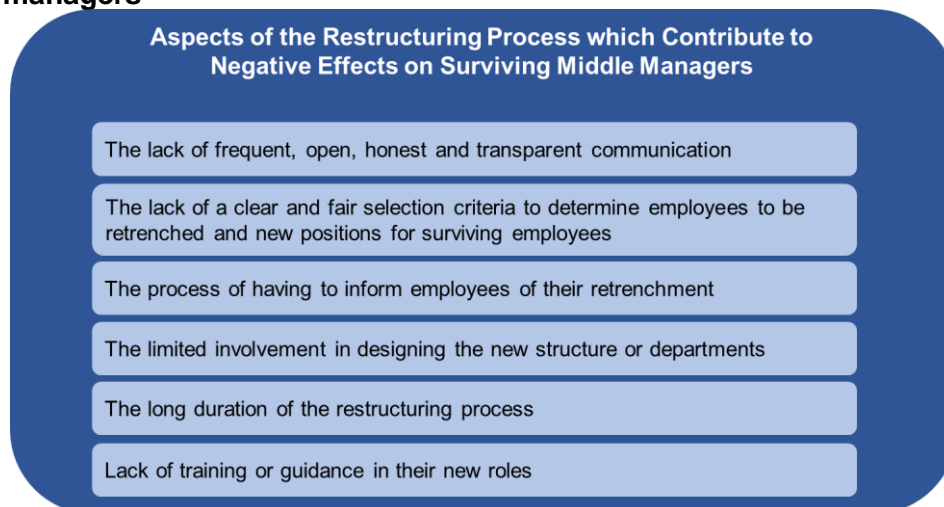 managers
Aspects of the Restructuring Process which Contribute to
Negative Effects on Surviving Middle Managers
The lack of frequent, open, honest and transparent communication
The lack of a clear and fair selection criteria to determine employees to be
retrenched and new positions for surviving employees
The process of having to inform employees of their retrenchment
The limited involvement in designing the new structure or departments
The long duration of the restructuring process
Lack of training or guidance in their new roles